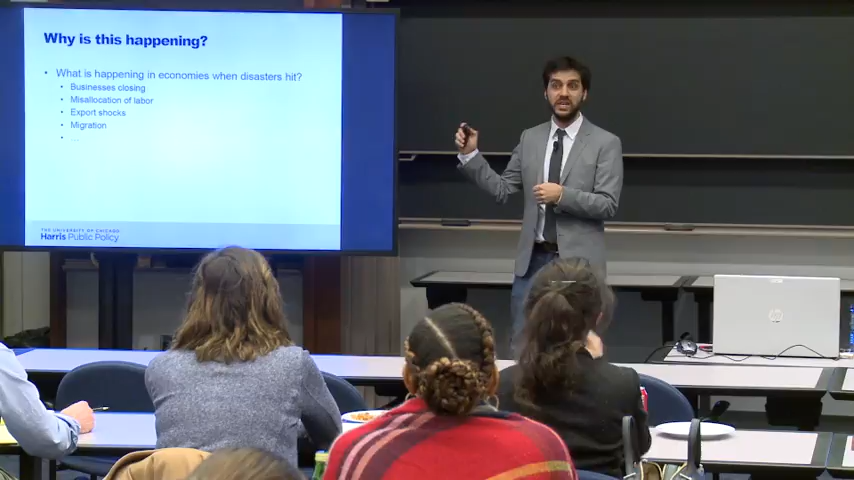 Why is this happening?
• What is happening in economies when disasters hit?
• Businesses closing
• Misallocation of labor
• Export shocks
• Migration
• ...
THE UNIVERSITY OF CHICAGO
Harris Public Policy
hp